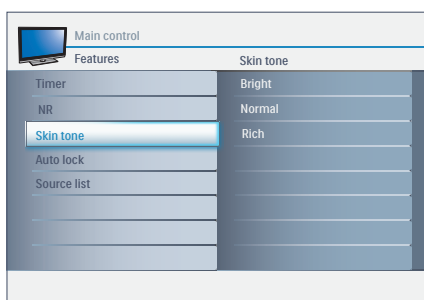 Main control
Features
Skin tone
Timer
NR
Skin tone
Auto lock
Source list
Bright
Normal
Rich